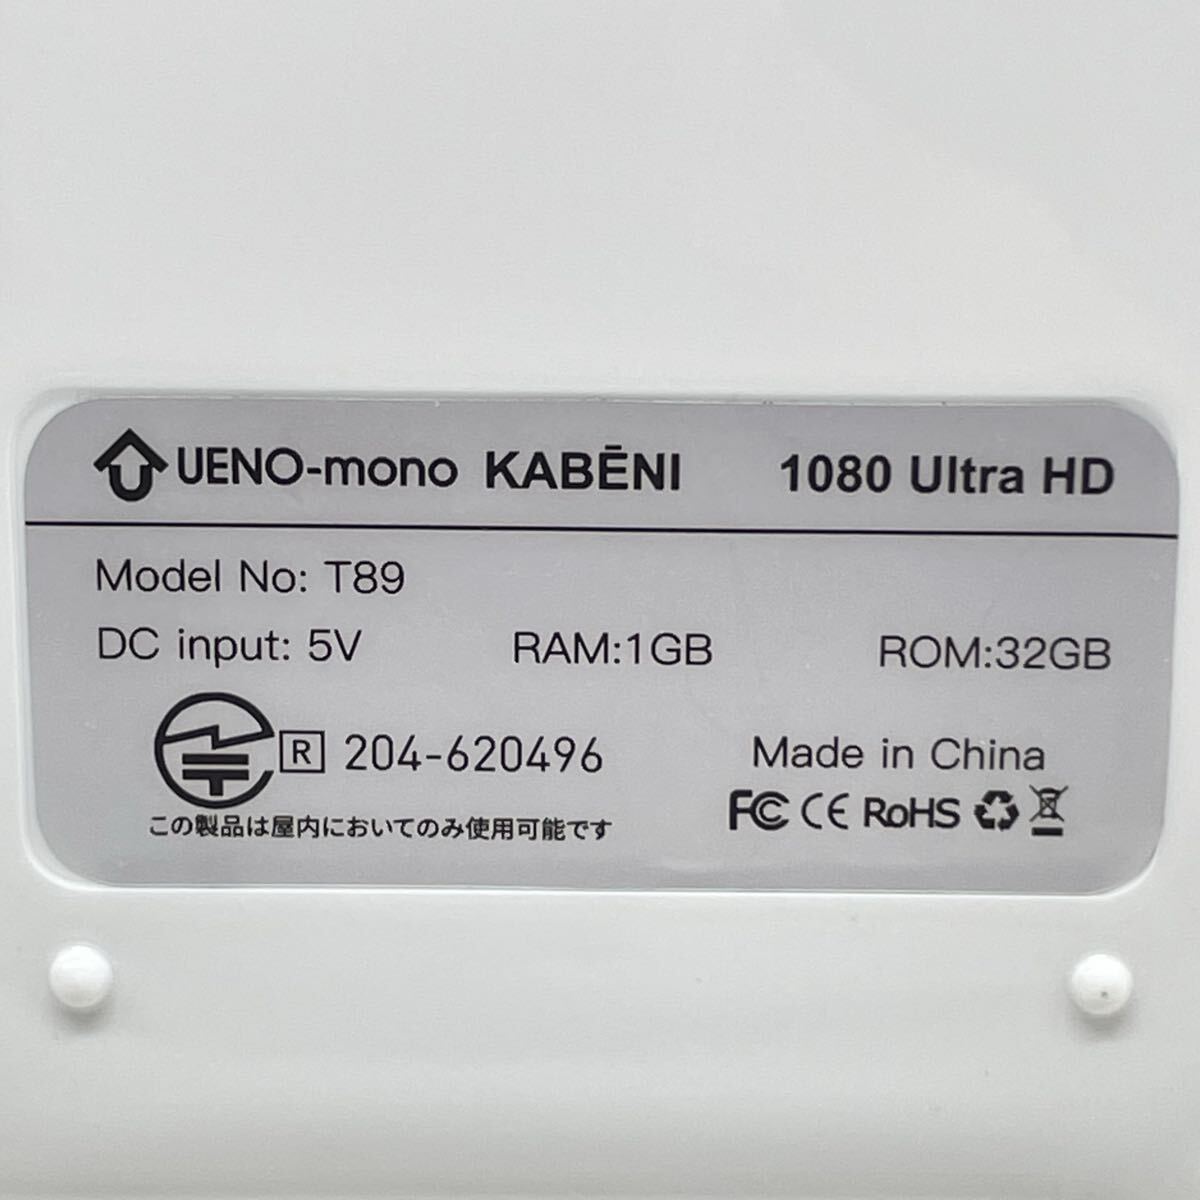 UENO-mono KABĒNI 1080 Ultra HD
Model No: T89
DC input: 5V RAM:1GB ROM:32GB
R 204-620496 Made in China
この製品は屋内においてのみ使用可能です FC CE RoHS